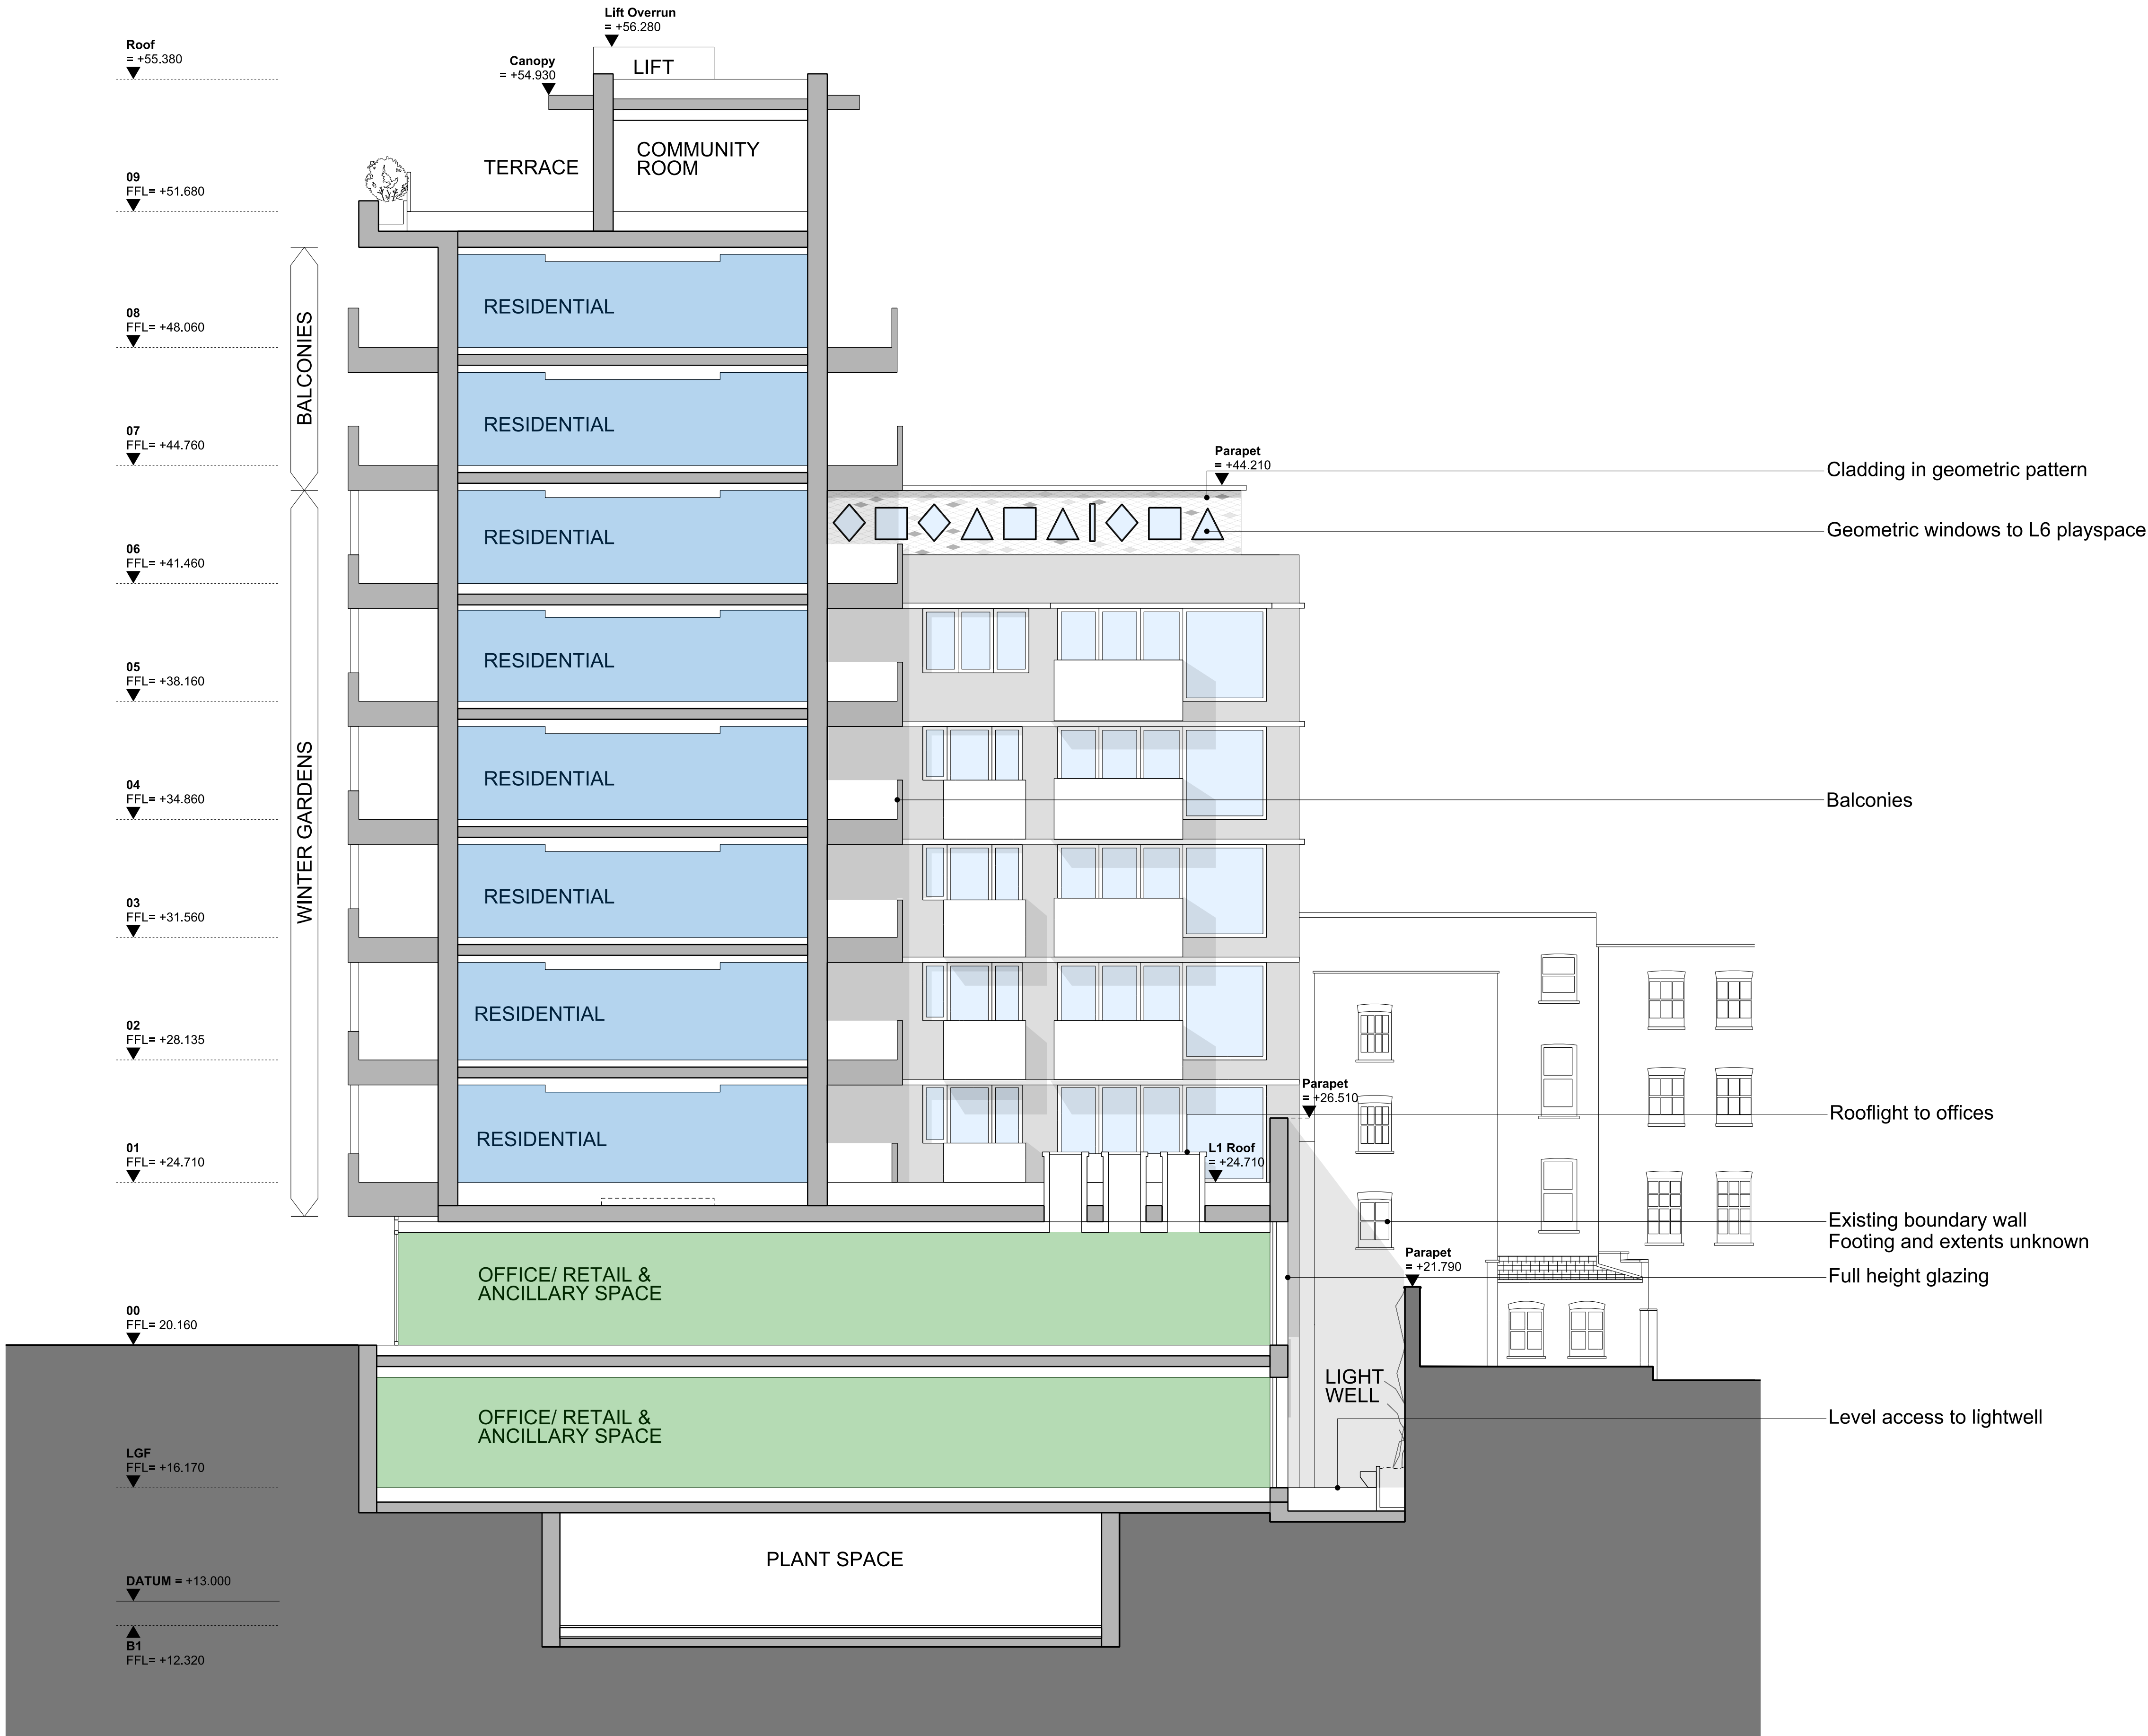 Lift Overrun
= +56.280
Roof
= +55.380
Canopy
= +54.930
LIFT
COMMUNITY
ROOM
TERRACE
09
FFL= +51.680
RESIDENTIAL
08
FFL= +48.060
BALCONIES
RESIDENTIAL
07
FFL= +44.760
Parapet
= +44.210
Cladding in geometric pattern
Geometric windows to L6 playspace
RESIDENTIAL
06
FFL= +41.460
RESIDENTIAL
05
FFL= +38.160
RESIDENTIAL
04
FFL= +34.860
Balconies
WINTER GARDENS
RESIDENTIAL
03
FFL= +31.560
RESIDENTIAL
02
FFL= +28.135
Parapet
= +26.510
Rooflight to offices
RESIDENTIAL
01
FFL= +24.710
L1 Roof
= +24.710
Existing boundary wall
Footing and extents unknown
Parapet
= +21.790
Full height glazing
OFFICE/ RETAIL &
ANCILLARY SPACE
00
FFL= 20.160
LIGHT
WELL
OFFICE/ RETAIL &
ANCILLARY SPACE
Level access to lightwell
LGF
FFL= +16.170
PLANT SPACE
DATUM = +13.000
B1
FFL= +12.320